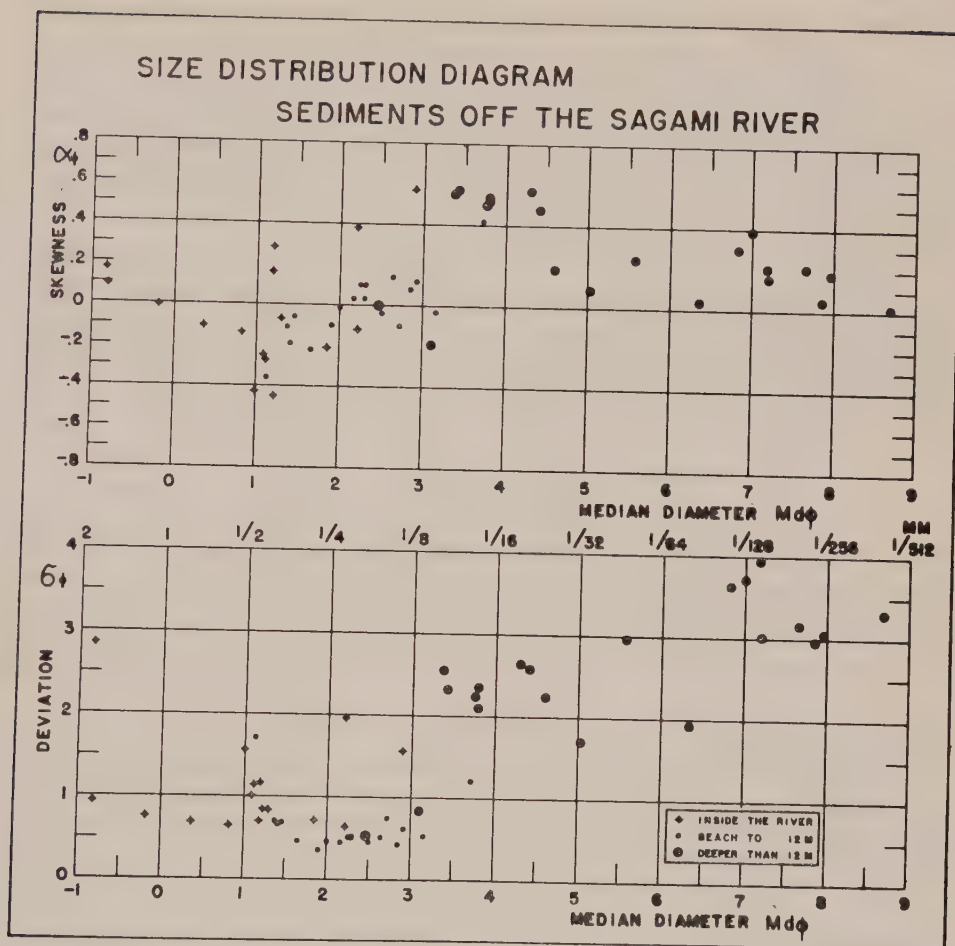 SIZE DISTRIBUTION DIAGRAM
SEDIMENTS OFF THE SAGAMI RIVER
.8
αφ
.6
.4
.2
0
-.2
-.4
-.6
-.8
SKEWNESS
-1 0 1 2 3 4 5 6 7 8 9
MEDIAN DIAMETER Mdφ
2 1 1/2 1/4 1/8 1/16 1/32 1/64 1/128 1/256 1/512
MM
4
σφ
3
2
1
0
DEVIATION
INSIDE THE RIVER
BEACH TO 12M
DEEPER THAN 12M
-1 0 1 2 3 4 5 6 7 8 9
MEDIAN DIAMETER Mdφ